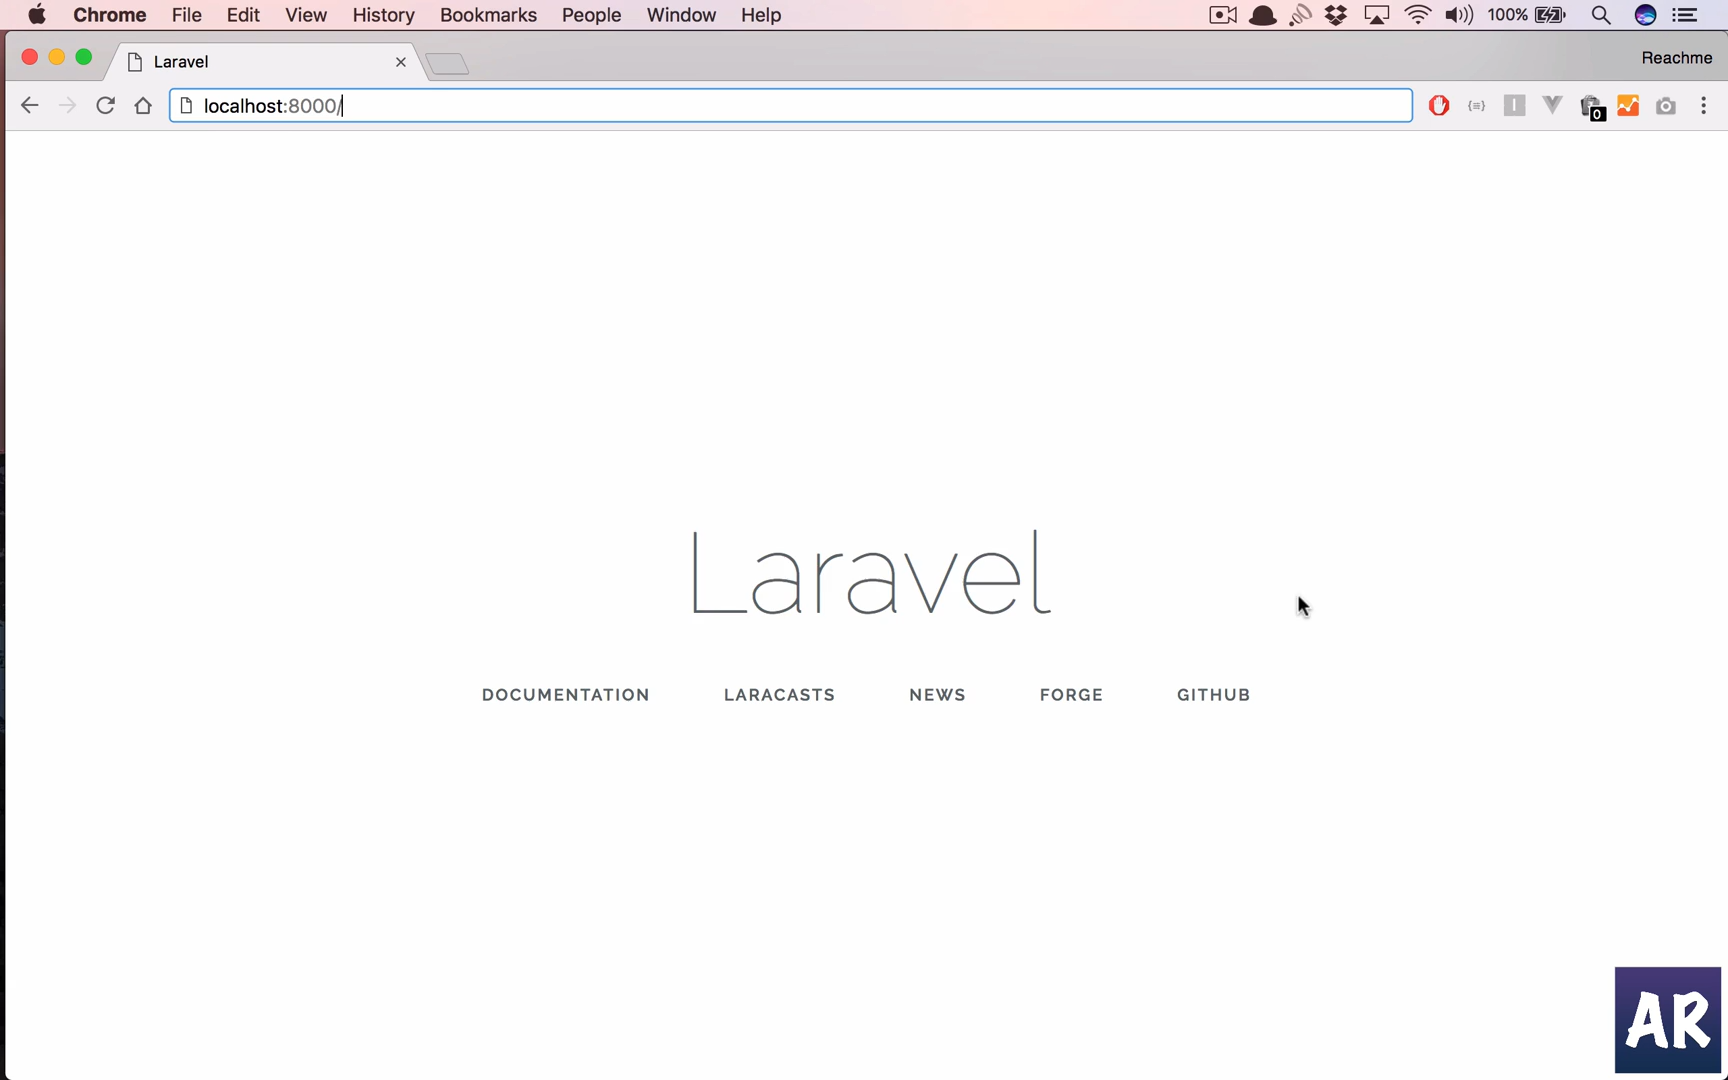 Chrome File Edit View History Bookmarks People Window Help 100%
Laravel Reachme
localhost:8000/ 0
Laravel
DOCUMENTATION LARACASTS NEWS FORGE GITHUB
AR